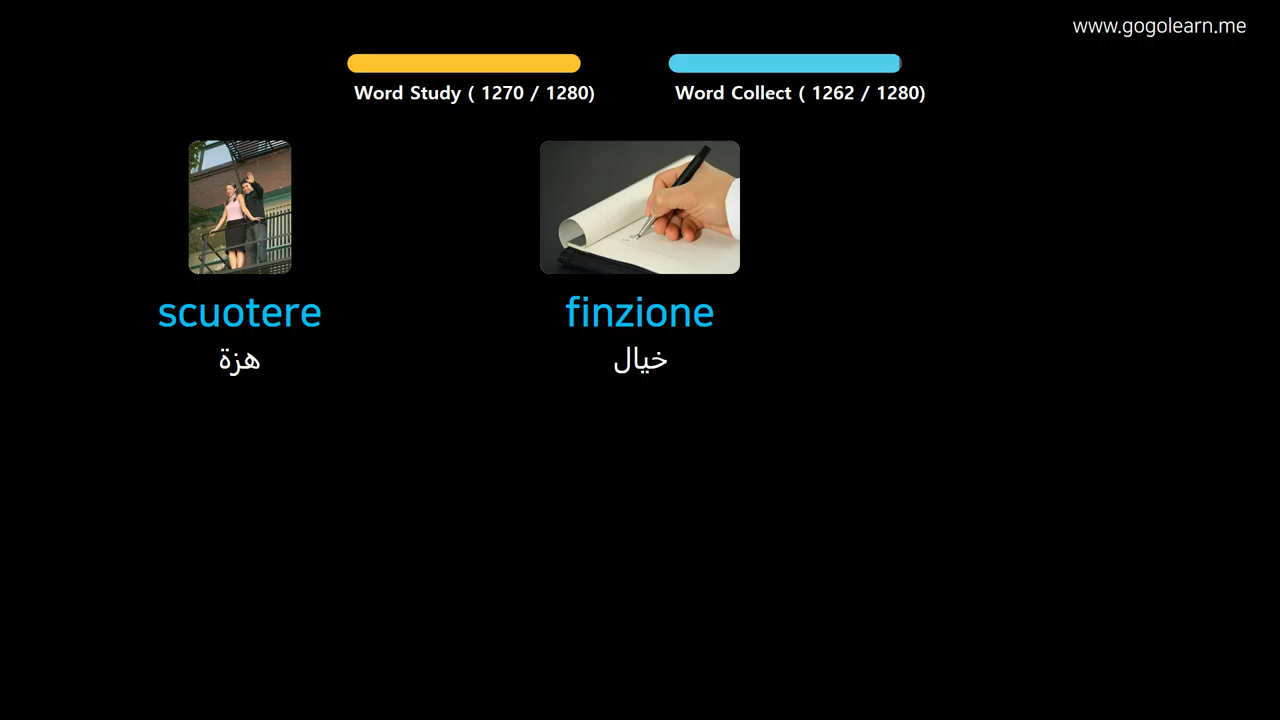 www.gogolearn.me
Word Study ( 1270 / 1280)
Word Collect ( 1262 / 1280)
scuotere
هزة
finzione
خيال